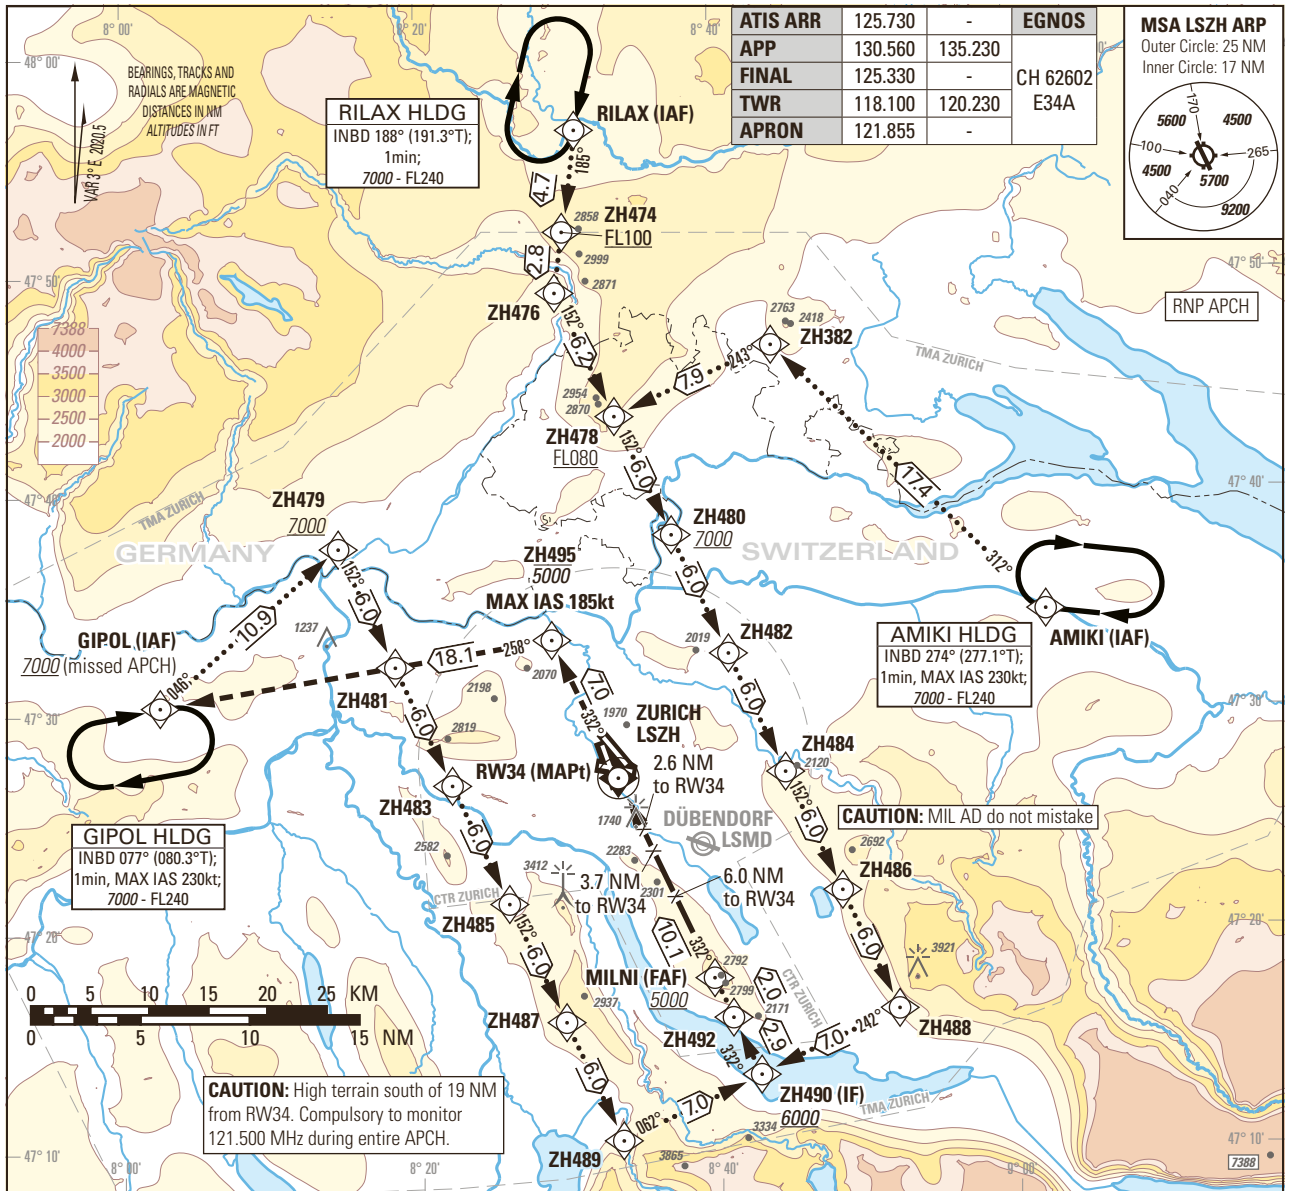 8° 20'
8° 40'
48° 00'
BEARINGS, TRACKS AND
RADIALS ARE MAGNETIC
DISTANCES IN NM
ALTITUDES IN FT
VAR 3° E 2020.5
RILAX HLDG
INBD 188° (191.3°T);
1min;
7000 - FL240
RILAX (IAF)
185°
4.7
ATIS ARR 125.730 - EGNOS
APP 130.560 135.230
FINAL 125.330 - CH 62602
TWR 118.100 120.230 E34A
APRON 121.855 -
MSA LSZH ARP
Outer Circle: 25 NM
Inner Circle: 17 NM
170
5600 4500
100 265
4500 5700
040
9200
2858
ZH474
FL100
2999
2.8
2871
47° 50'
47° 50'
ZH476
152°
6.2
2763
2418
ZH382
RNP APCH
TMA ZURICH
243°
7.9
7388
4000
3500
3000
2500
2000
2954
2870
ZH478
FL080
152°
6.0
17.4
47° 40'
47° 40'
TMA ZURICH
ZH479
7000
ZH480
7000
GERMANY
SWITZERLAND
312°
ZH495
5000
MAX IAS 185kt
152°
6.0
6.0
10.9
1237
GIPOL (IAF)
7000 (missed APCH)
046°
258°
18.1
2070
2019
ZH482
AMIKI HLDG
INBD 274° (277.1°T);
1min, MAX IAS 230kt;
7000 - FL240
AMIKI (IAF)
ZH481
2198
7.0
332°
6.0
47° 30'
47° 30'
6.0
2819
1970
ZURICH
LSZH
RW34 (MAPt)
2.6 NM
to RW34
ZH484
2120
ZH483
1740
DÜBENDORF
LSMD
152°
6.0
CAUTION: MIL AD do not mistake
GIPOL HLDG
INBD 077° (080.3°T);
1min, MAX IAS 230kt;
7000 - FL240
6.0
2582
2283
2692
3412
3.7 NM
to RW34
2301
6.0 NM
to RW34
ZH486
CTR ZURICH
ZH485
152°
6.0
10.1
332°
6.0
47° 20'
47° 20'
3921
MILNI (FAF)
5000
2792
2799
2.0
CTR ZURICH
2937
2171
0 5 10 15 20 25 KM
0 5 10 15 NM
ZH487
ZH492
2.9
332°
242°
7.0
ZH488
6.0
CAUTION: High terrain south of 19 NM
from RW34. Compulsory to monitor
121.500 MHz during entire APCH.
ZH490 (IF)
6000
TMA ZURICH
062°
7.0
3334
ZH489
3865
47° 10'
47° 10'
7388
8° 00'
8° 20'
8° 40'
9° 00'